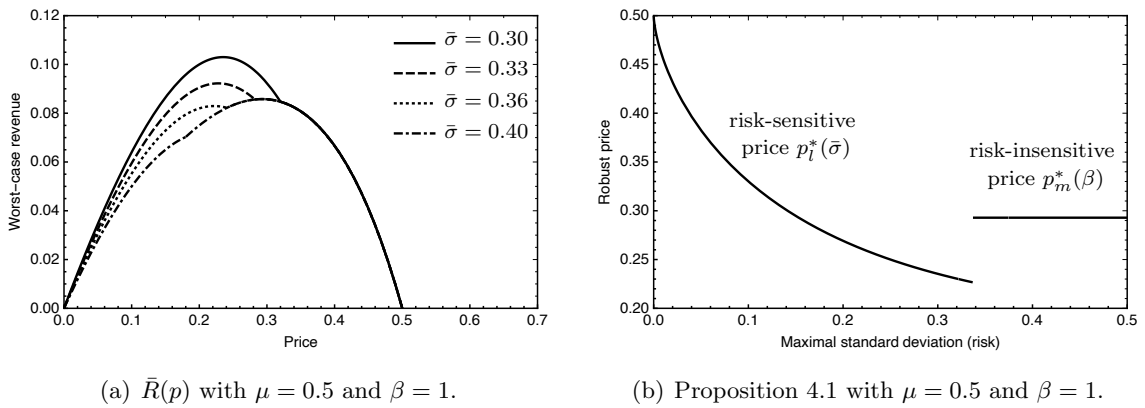 σ̄ = 0.30
σ̄ = 0.33
σ̄ = 0.36
σ̄ = 0.40
0.12
0.10
0.08
0.06
0.04
0.02
0.00
Worst−case revenue
0.0 0.1 0.2 0.3 0.4 0.5 0.6 0.7
Price
(a) R̄(p) with μ = 0.5 and β = 1.
0.50
0.45
0.40
0.35
0.30
0.25
0.20
Robust price
risk-sensitive
price p*l(σ̄)
risk-insensitive
price p*m(β)
0.0 0.1 0.2 0.3 0.4 0.5
Maximal standard deviation (risk)
(b) Proposition 4.1 with μ = 0.5 and β = 1.